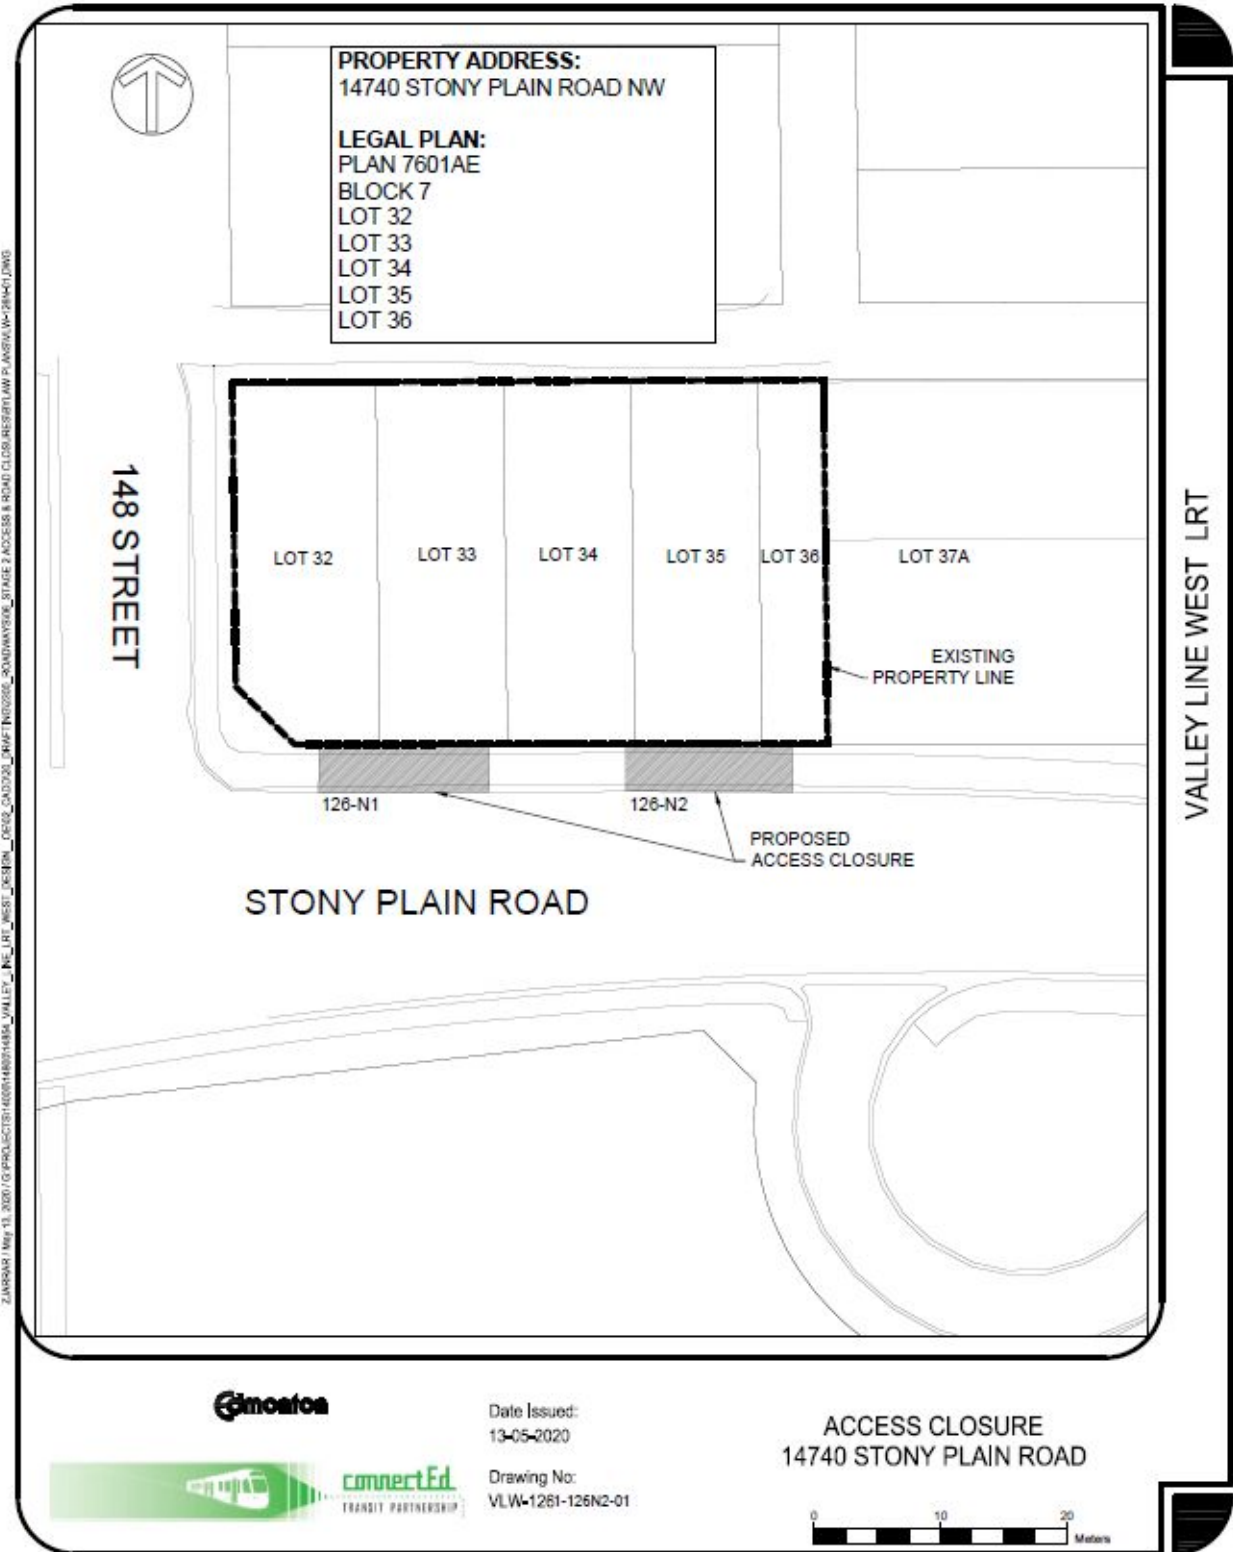 PROPERTY ADDRESS:
14740 STONY PLAIN ROAD NW
LEGAL PLAN:
PLAN 7601AE
BLOCK 7
LOT 32
LOT 33
LOT 34
LOT 35
LOT 36
148 STREET
LOT 32
LOT 33
LOT 34
LOT 35
LOT 36
LOT 37A
EXISTING
PROPERTY LINE
126-N1
126-N2
PROPOSED
ACCESS CLOSURE
STONY PLAIN ROAD
VALLEY LINE WEST LRT
Edmonton
connectEd
TRANSIT PARTNERSHIP
Date Issued:
13-05-2020
Drawing No:
VLW-1261-126N2-01
ACCESS CLOSURE
14740 STONY PLAIN ROAD
0 10 20
Meters